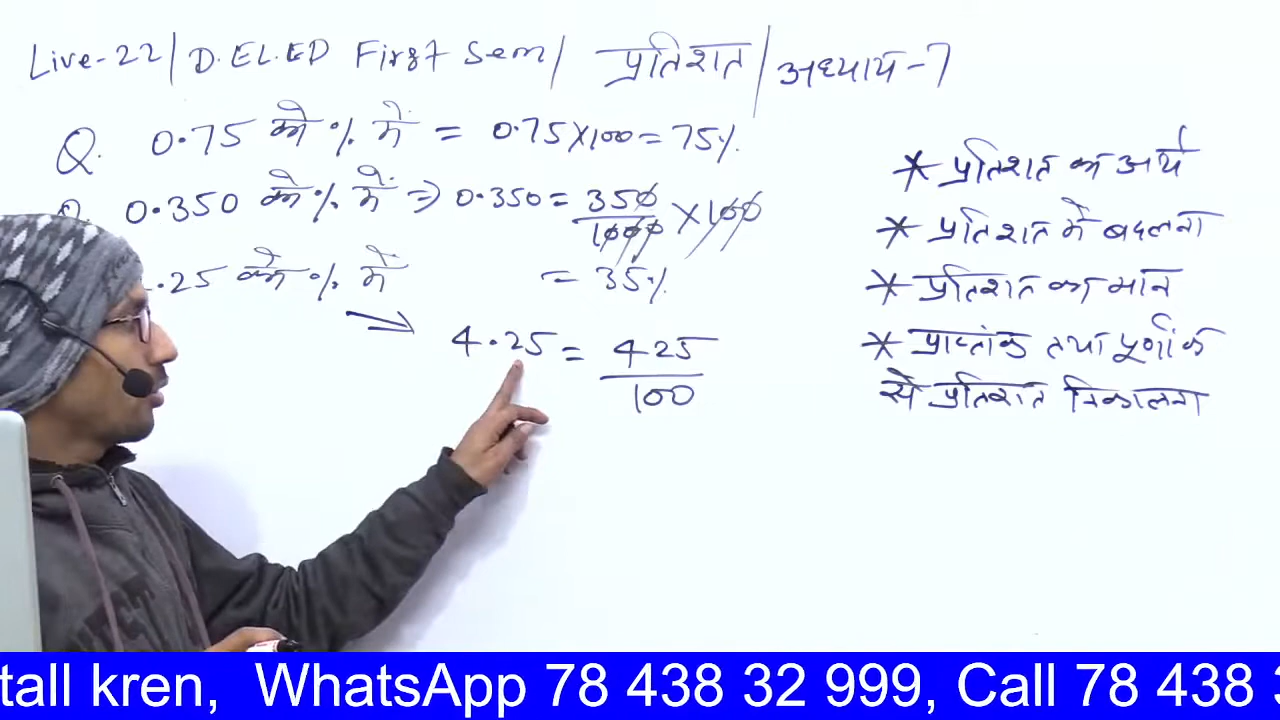 Live-22/D.EL.ED First Sem/ प्रतिशत/अध्याय-7
Q. 0.75 को % में = 0.75×100=75%
Q. 0.350 को % में ⇒ 0.350 = 350/1000 ×100
= 35%
.25 को % में
→ 4.25 = 425/100
* प्रतिशत का अर्थ
* प्रतिशत में बदलना
* प्रतिशत का मान
* प्राप्तांक तथा पूर्णांक
से प्रतिशत निकालना
tall kren, WhatsApp 78 438 32 999, Call 78 438